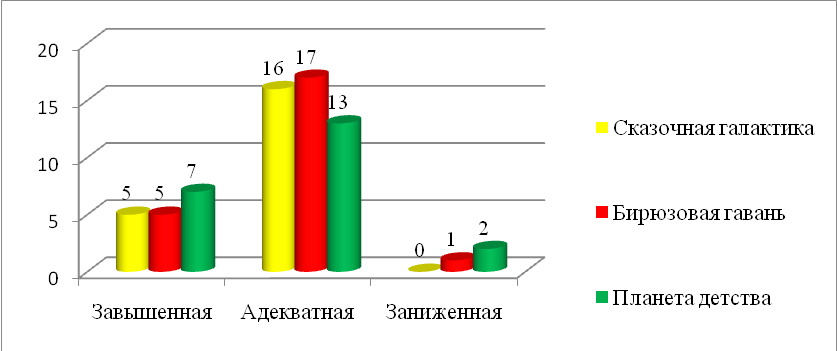 20
15
10
5
0
5
5
7
16
17
13
0
1
2
Завышенная
Адекватная
Заниженная
Сказочная галактика
Бирюзовая гавань
Планета детства